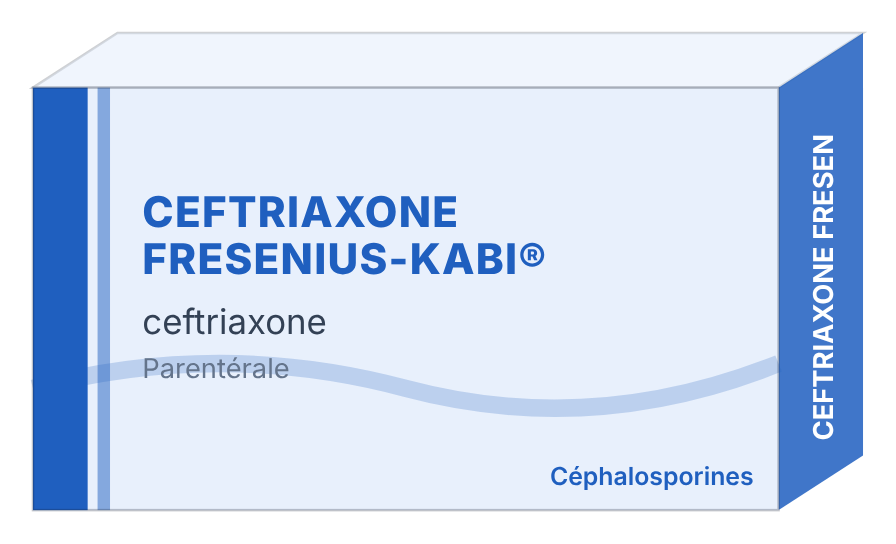 CEFTRIAXONE
FRESENIUS-KABI®
ceftriaxone
Parentérale
Céphalosporines
CEFTRIAXONE FRESEN